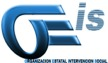 OEis
ORGANIZACION ESTATAL INTERVENCION SOCIAL